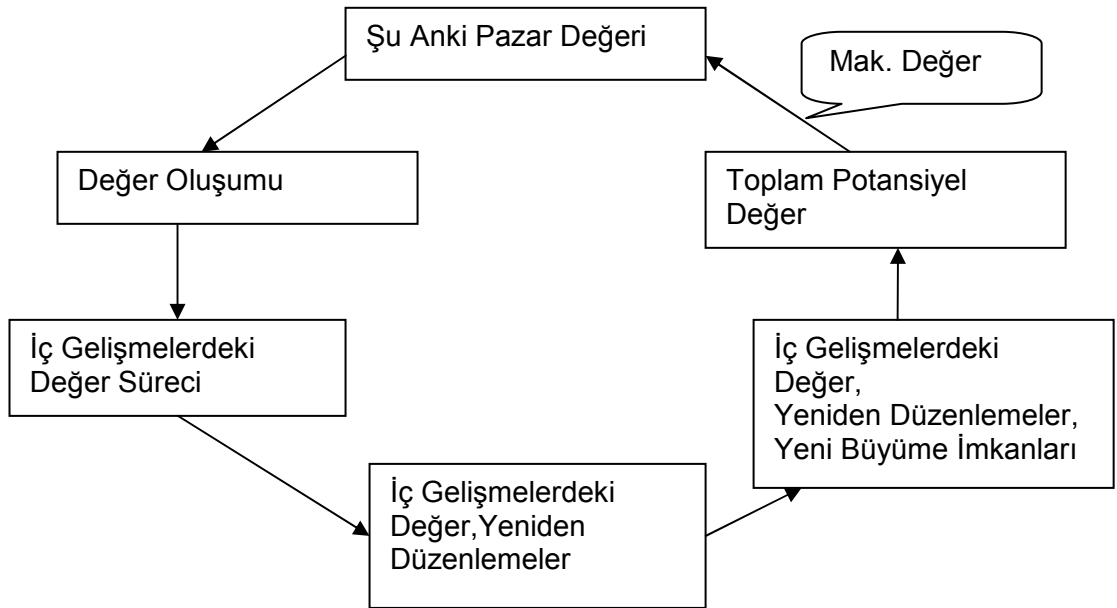 Şu Anki Pazar Değeri
Mak. Değer
Değer Oluşumu
Toplam Potansiyel
Değer
İç Gelişmelerdeki
Değer Süreci
İç Gelişmelerdeki
Değer,
Yeniden Düzenlemeler,
Yeni Büyüme İmkanları
İç Gelişmelerdeki
Değer,Yeniden
Düzenlemeler